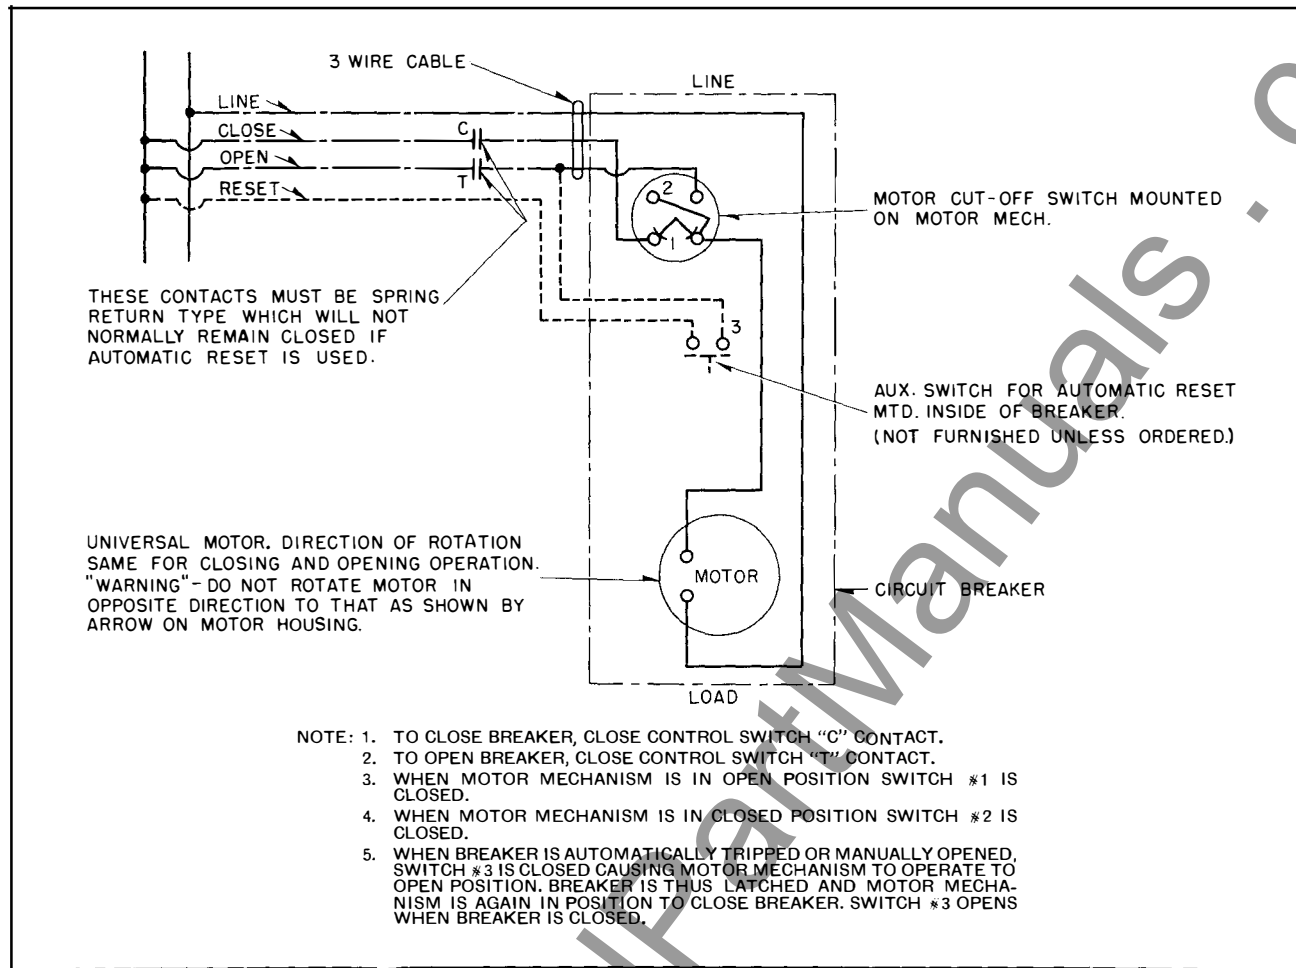 3 WIRE CABLE
LINE
LINE
CLOSE
C
OPEN
T
RESET
2
1
MOTOR CUT-OFF SWITCH MOUNTED
ON MOTOR MECH.
THESE CONTACTS MUST BE SPRING
RETURN TYPE WHICH WILL NOT
NORMALLY REMAIN CLOSED IF
AUTOMATIC RESET IS USED.
3
AUX. SWITCH FOR AUTOMATIC RESET
MTD. INSIDE OF BREAKER.
(NOT FURNISHED UNLESS ORDERED.)
UNIVERSAL MOTOR. DIRECTION OF ROTATION
SAME FOR CLOSING AND OPENING OPERATION.
"WARNING"-DO NOT ROTATE MOTOR IN
OPPOSITE DIRECTION TO THAT AS SHOWN BY
ARROW ON MOTOR HOUSING.
MOTOR
CIRCUIT BREAKER
LOAD
NOTE: 1. TO CLOSE BREAKER, CLOSE CONTROL SWITCH “C” CONTACT.
2. TO OPEN BREAKER, CLOSE CONTROL SWITCH “T” CONTACT.
3. WHEN MOTOR MECHANISM IS IN OPEN POSITION SWITCH #1 IS
CLOSED.
4. WHEN MOTOR MECHANISM IS IN CLOSED POSITION SWITCH #2 IS
CLOSED.
5. WHEN BREAKER IS AUTOMATICALLY TRIPPED OR MANUALLY OPENED,
SWITCH #3 IS CLOSED CAUSING MOTOR MECHANISM TO OPERATE TO
OPEN POSITION. BREAKER IS THUS LATCHED AND MOTOR MECHA-
NISM IS AGAIN IN POSITION TO CLOSE BREAKER. SWITCH #3 OPENS
WHEN BREAKER IS CLOSED.